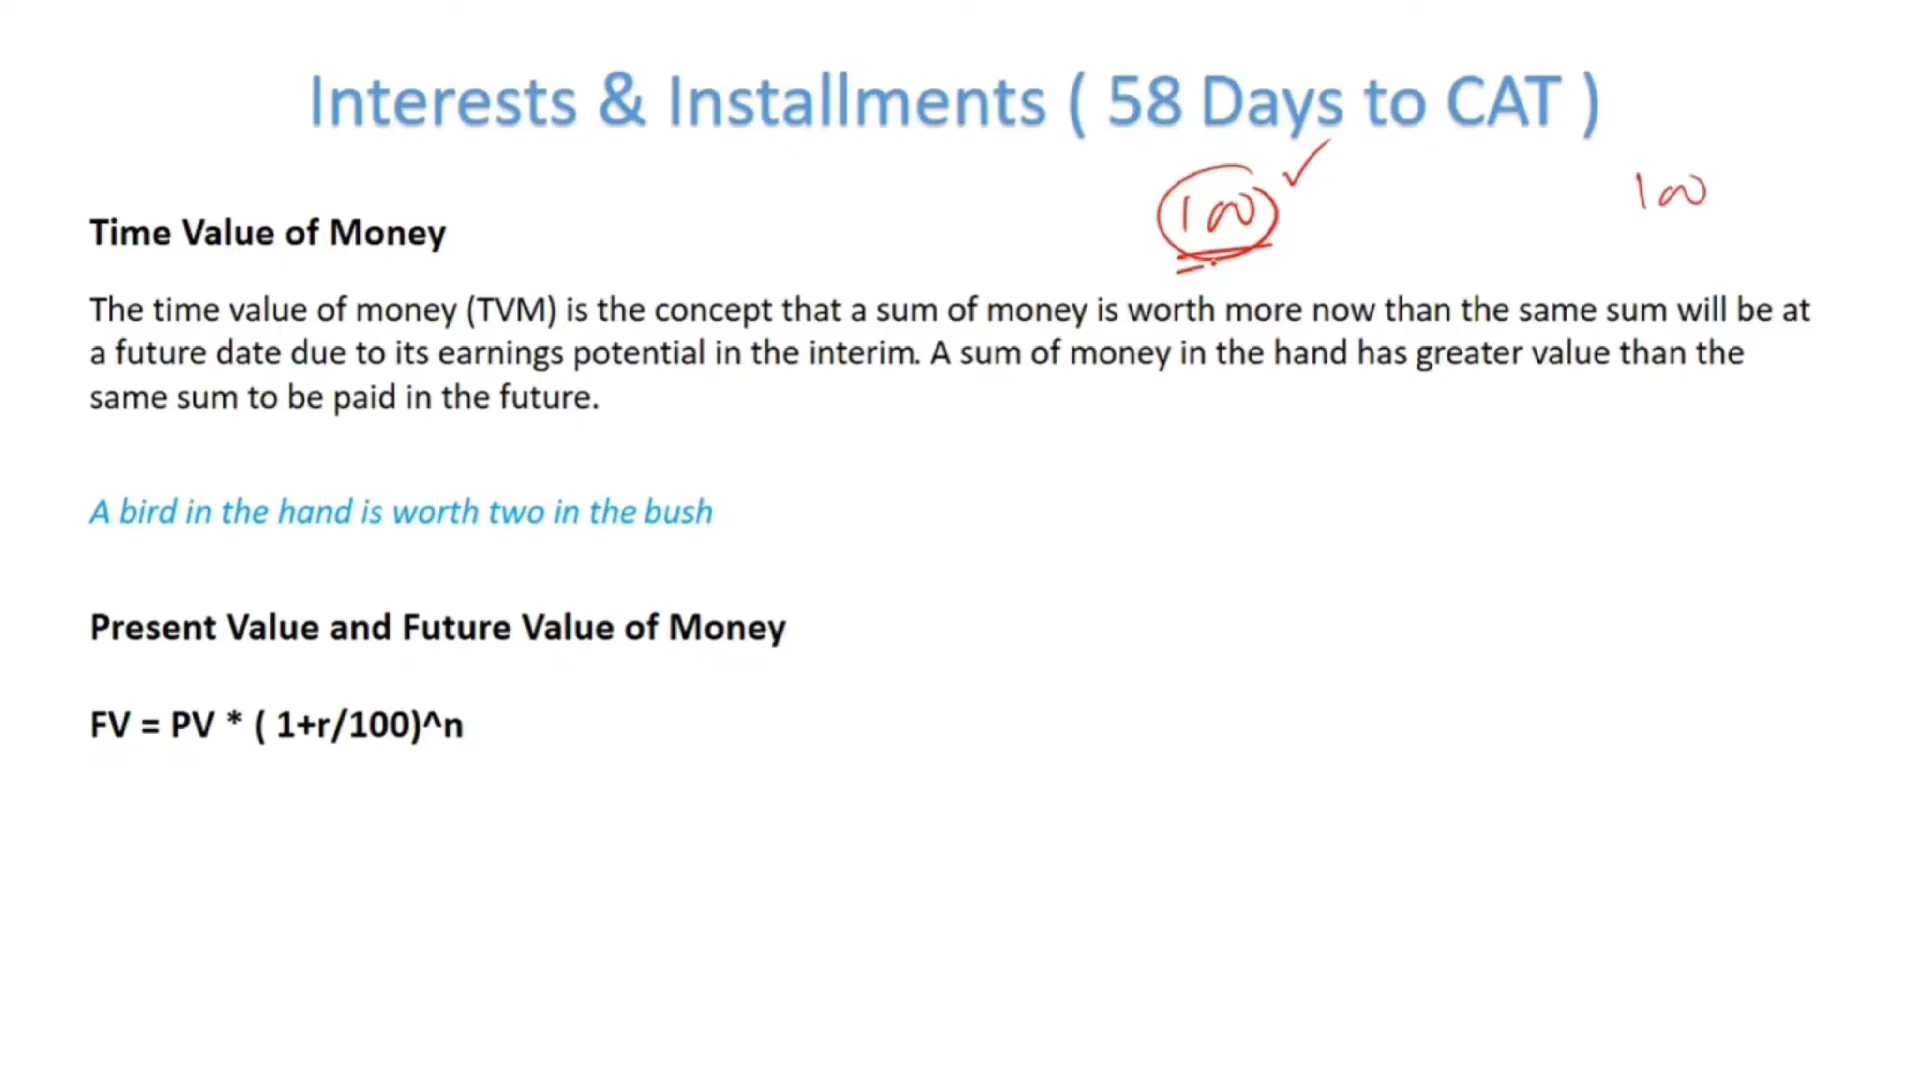 Interests & Installments ( 58 Days to CAT )
100
100
Time Value of Money
The time value of money (TVM) is the concept that a sum of money is worth more now than the same sum will be at
a future date due to its earnings potential in the interim. A sum of money in the hand has greater value than the
same sum to be paid in the future.
A bird in the hand is worth two in the bush
Present Value and Future Value of Money
FV = PV * ( 1+r/100)^n